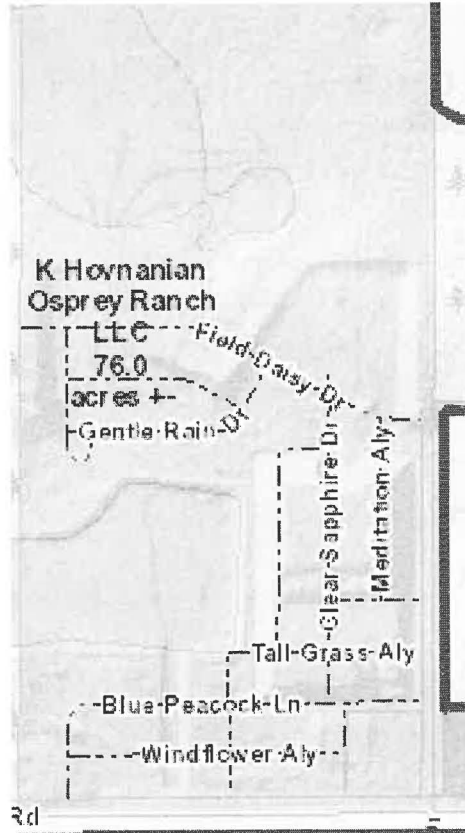 K Hovnanian
Osprey Ranch
LLC
76.0
acres +-
Field-Daisy-Dr
Gentle-Rain-Dr
Clear-Sapphire Dr
Meditation Aly
Tall-Grass-Aly
Blue-Peacock-Ln
Windflower Aly
Rd